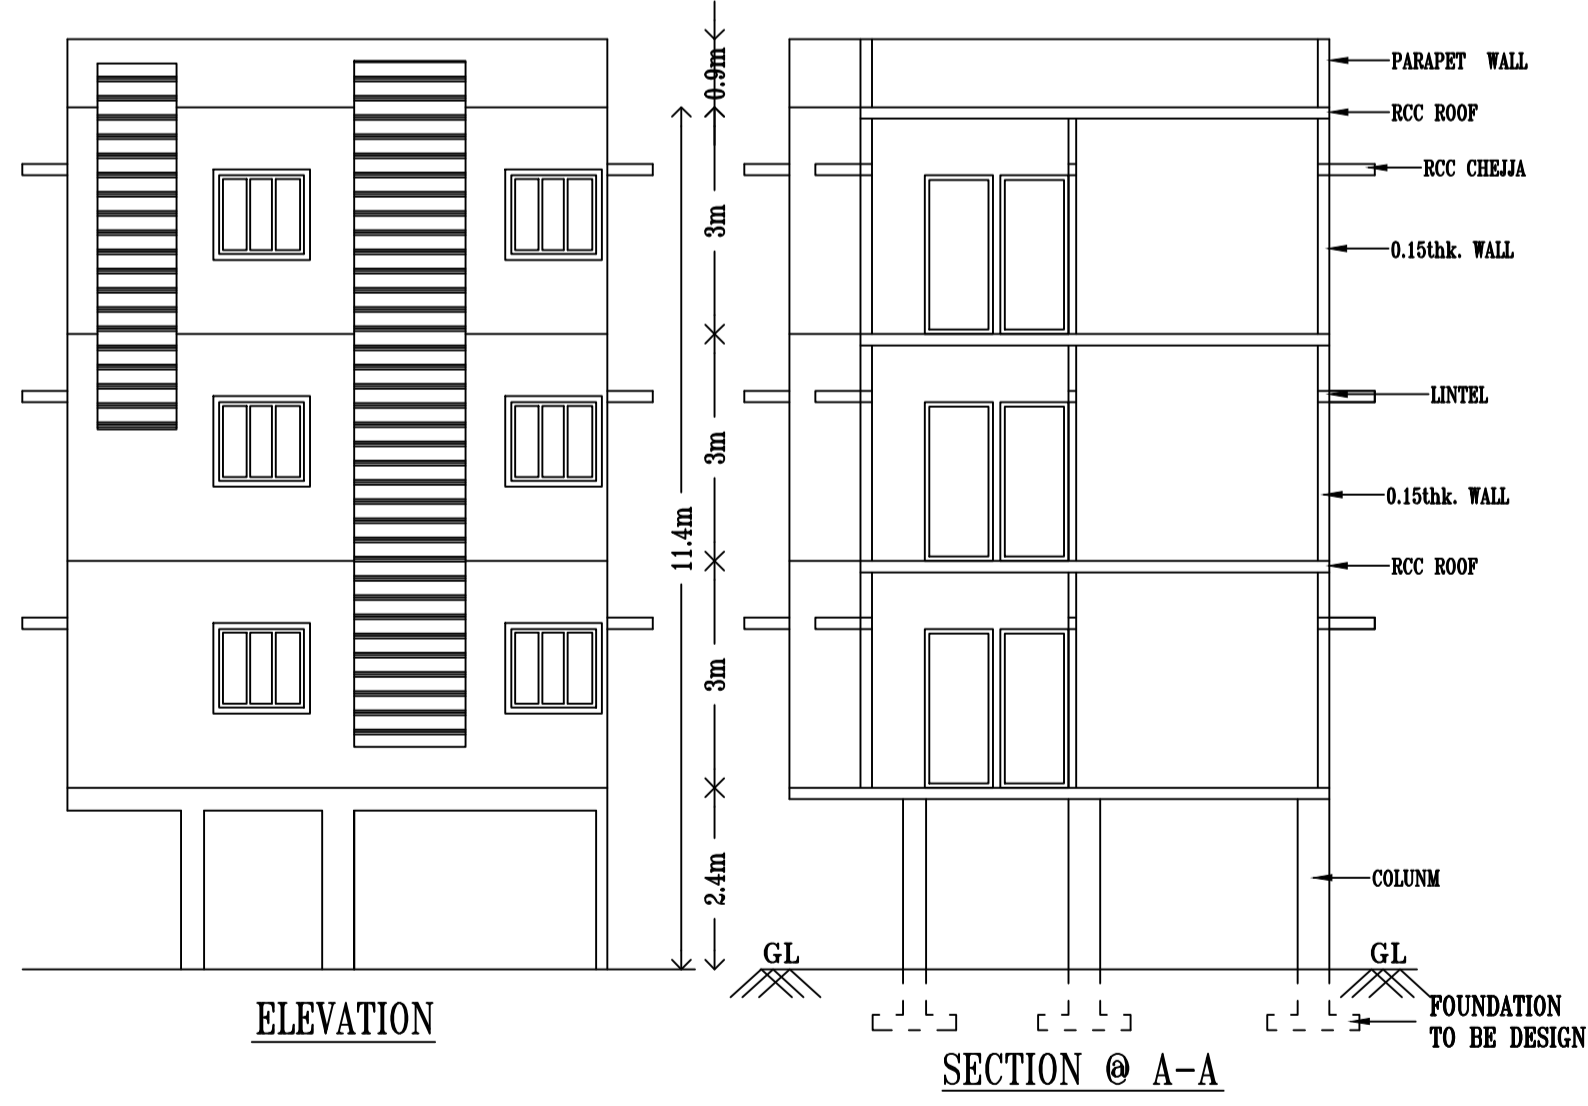 0.9m
3m
3m
11.4m
3m
2.4m
PARAPET WALL
RCC ROOF
RCC CHEJJA
0.15thk. WALL
LINTEL
0.15thk. WALL
RCC ROOF
COLUNM
GL
GL
FOUNDATION
TO BE DESIGN
ELEVATION
SECTION @ A-A